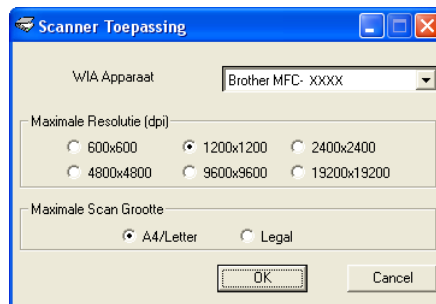 Scanner Toepassing
WIA Apparaat Brother MFC- XXXX
Maximale Resolutie (dpi)
600x600 1200x1200 2400x2400
4800x4800 9600x9600 19200x19200
Maximale Scan Grootte
A4/Letter Legal
OK Cancel